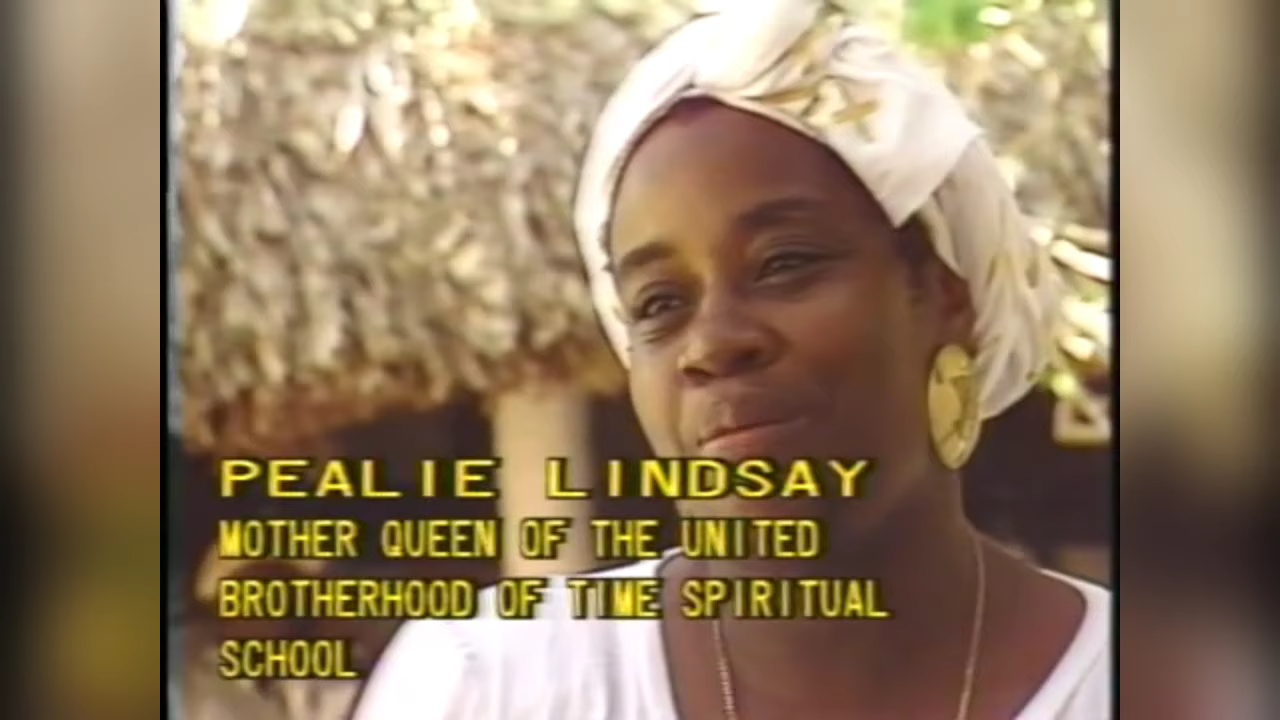 PEALIE LINDSAY
MOTHER QUEEN OF THE UNITED
BROTHERHOOD OF TIME SPIRITUAL
SCHOOL